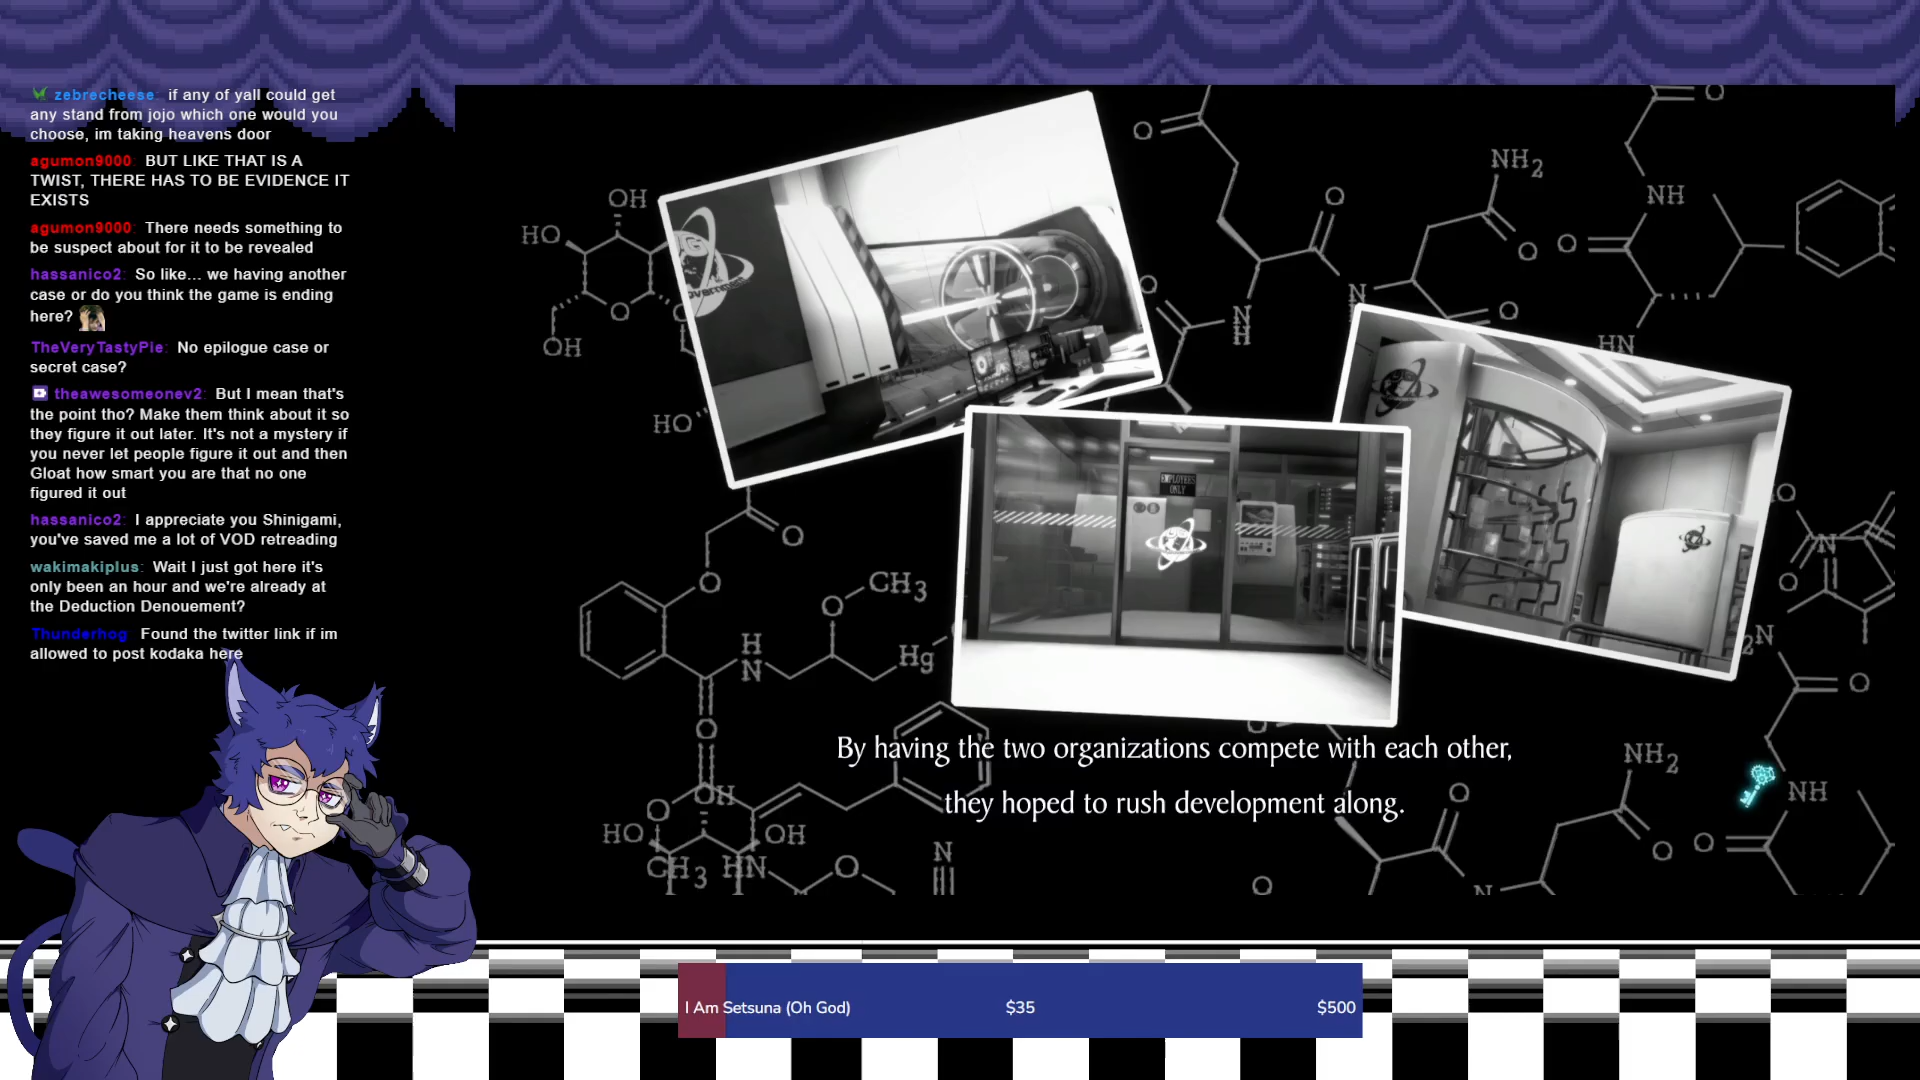 zebrecheese: if any of yall could get
any stand from jojo which one would you
choose, im taking heavens door
agumon9000: BUT LIKE THAT IS A
TWIST, THERE HAS TO BE EVIDENCE IT
EXISTS
agumon9000: There needs something to
be suspect about for it to be revealed
hassanico2: So like... we having another
case or do you think the game is ending
here?
TheVeryTastyPie: No epilogue case or
secret case?
theawesomeonev2: But I mean that's
the point tho? Make them think about it so
they figure it out later. It's not a mystery if
you never let people figure it out and then
Gloat how smart you are that no one
figured it out
hassanico2: I appreciate you Shinigami,
you've saved me a lot of VOD retreading
wakimakiplus: Wait I just got here it's
only been an hour and we're already at
the Deduction Denouement?
Thunderhog: Found the twitter link if im
allowed to post kodaka here
O
O
NH2
O
O
NH
O
OH
HO
O
OH
HO
O
N
H
N
O
HN
EMPLOYEES
ONLY
O
O
CH3
O
H
N
Hg
O
O
N
O
O
NH2
NH
By having the two organizations compete with each other,
they hoped to rush development along.
O
OH
HO
OH
CH3
HN
O
N
O
O
N
O
O
I Am Setsuna (Oh God) $35 $500